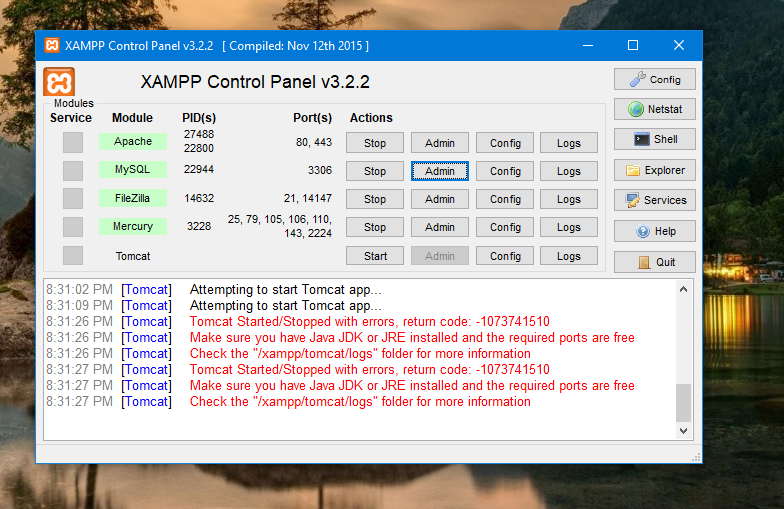 XAMPP Control Panel v3.2.2 [ Compiled: Nov 12th 2015 ]
XAMPP Control Panel v3.2.2
Config
Netstat
Shell
Explorer
Services
Help
Quit
Modules
Service Module PID(s) Port(s) Actions
Apache 27488 22800 80, 443 Stop Admin Config Logs
MySQL 22944 3306 Stop Admin Config Logs
FileZilla 14632 21, 14147 Stop Admin Config Logs
Mercury 3228 25, 79, 105, 106, 110, 143, 2224 Stop Admin Config Logs
Tomcat Start Admin Config Logs
8:31:02 PM [Tomcat] Attempting to start Tomcat app...
8:31:09 PM [Tomcat] Attempting to start Tomcat app...
8:31:26 PM [Tomcat] Tomcat Started/Stopped with errors, return code: -1073741510
8:31:26 PM [Tomcat] Make sure you have Java JDK or JRE installed and the required ports are free
8:31:26 PM [Tomcat] Check the "/xampp/tomcat/logs" folder for more information
8:31:27 PM [Tomcat] Tomcat Started/Stopped with errors, return code: -1073741510
8:31:27 PM [Tomcat] Make sure you have Java JDK or JRE installed and the required ports are free
8:31:27 PM [Tomcat] Check the "/xampp/tomcat/logs" folder for more information